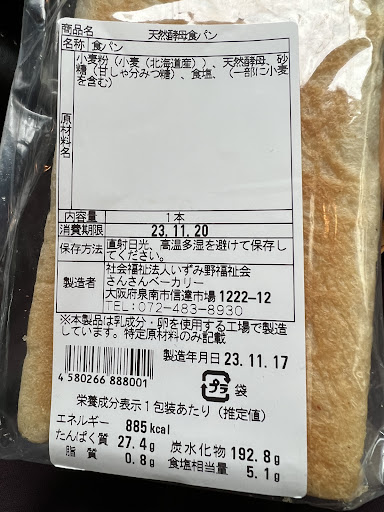 商品名 天然酵母食パン
名称 食パン
原材料名 小麦粉（小麦（北海道産））、天然酵母、砂
糖（甘しゃ分みつ糖）、食塩、（一部に小麦
を含む）
内容量 1本
消費期限 23.11.20
保存方法 直射日光、高温多湿を避けて保存し
てください。
製造者 社会福祉法人いずみ野福祉会
さんさんベーカリー
大阪府泉南市信達市場1222−12
TEL：072-483-8930
※本製品は乳成分・卵を使用する工場で製造
しています。特定原材料のみ記載
製造年月日 23.11.17
4 580266 888001
プラ 袋
栄養成分表示1包装あたり（推定値）
エネルギー 885kcal
たんぱく質 27.4g 炭水化物 192.8g
脂質 0.8g 食塩相当量 5.1g